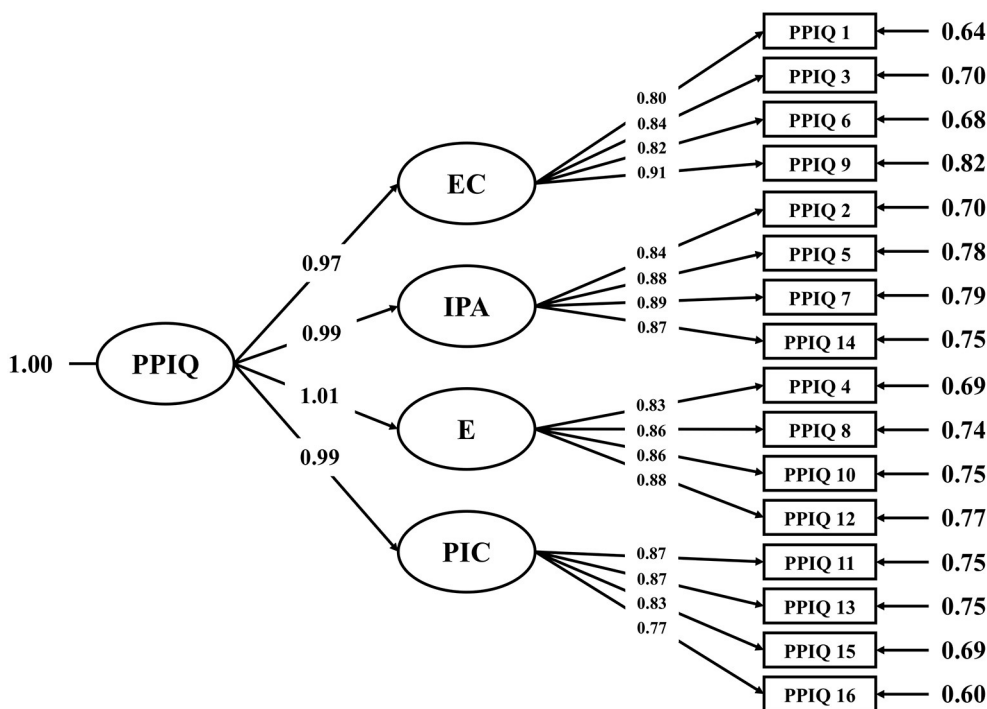 PPIQ 1
0.64
PPIQ 3
0.70
0.80
0.84
PPIQ 6
0.68
0.82
EC
0.91
PPIQ 9
0.82
PPIQ 2
0.70
0.97
0.84
PPIQ 5
0.78
0.88
IPA
0.89
PPIQ 7
0.79
0.99
0.87
PPIQ 14
0.75
1.00
PPIQ
PPIQ 4
0.69
1.01
0.83
E
0.86
PPIQ 8
0.74
0.86
0.99
0.88
PPIQ 10
0.75
PPIQ 12
0.77
PIC
0.87
PPIQ 11
0.75
0.87
0.83
PPIQ 13
0.75
0.77
PPIQ 15
0.69
PPIQ 16
0.60